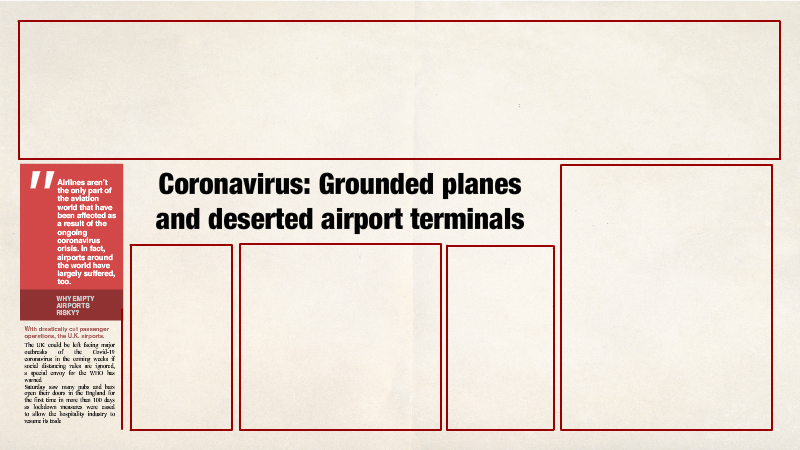 Coronavirus: Grounded planes
and deserted airport terminals
"
Airlines aren't
the only part of
the aviation
world that have
been affected as
a result of the
ongoing
coronavirus
crisis. In fact,
airports around
the world have
largely suffered,
too.
WHY EMPTY
AIRPORTS
RISKY?
With drastically cut passenger
operations, the U.K. airports.
The UK could be left facing major
outbreaks of the Covid-19
coronavirus in the coming weeks if
social distancing rules are ignored,
a special envoy for the WHO has
warned.
Saturday saw many pubs and bars
open their doors in the England for
the first time in more than 100 days
as lockdown measures were eased
to allow the hospitality industry to
resume its trade